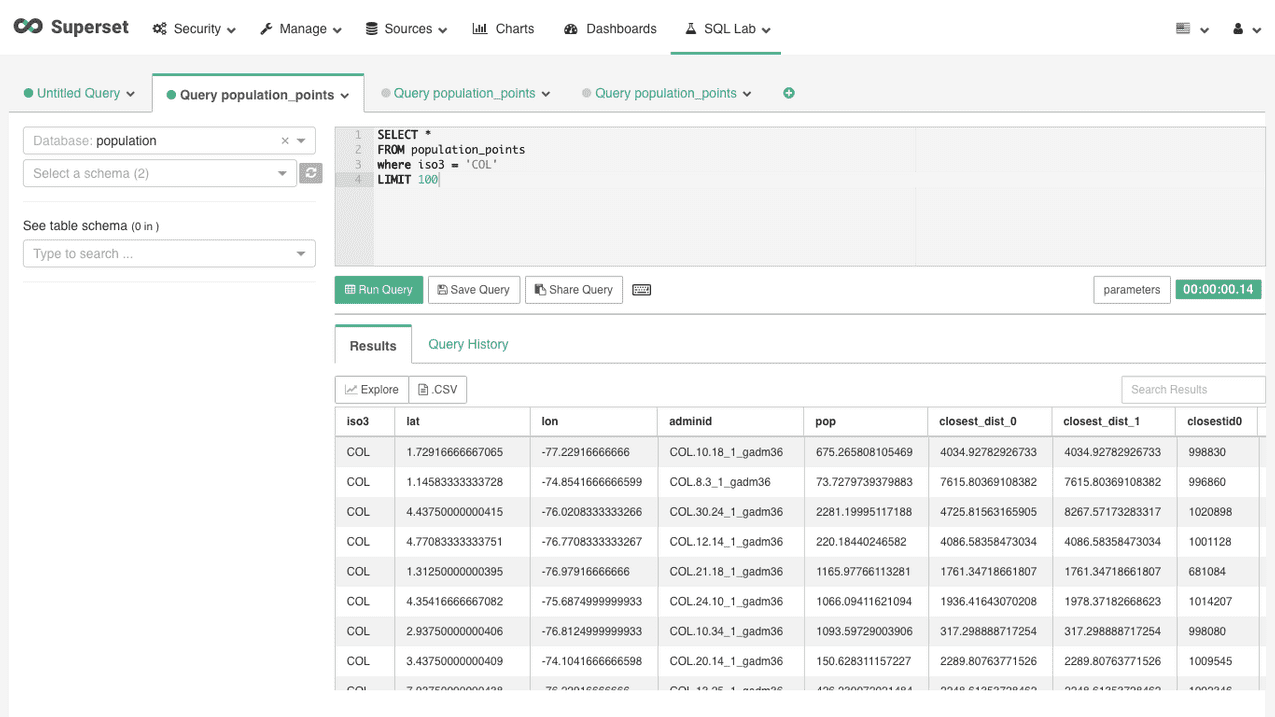 Superset Security Manage Sources Charts Dashboards SQL Lab
Untitled Query Query population_points Query population_points Query population_points
Database: population
Select a schema (2)
See table schema (0 in )
Type to search ...
1 SELECT *
2 FROM population_points
3 where iso3 = 'COL'
4 LIMIT 100
Run Query Save Query Share Query parameters 00:00:00.14
Results Query History
Explore .CSV Search Results
iso3 lat lon adminid pop closest_dist_0 closest_dist_1 closestid0
COL 1.72916666667065 -77.22916666666 COL.10.18_1_gadm36 675.265808105469 4034.92782926733 4034.92782926733 998830
COL 1.14583333333728 -74.8541666666599 COL.8.3_1_gadm36 73.7279739379883 7615.80369108382 7615.80369108382 996860
COL 4.43750000000415 -76.0208333333266 COL.30.24_1_gadm36 2281.19995117188 4725.81563165905 8267.57173283317 1020898
COL 4.77083333333751 -76.7708333333267 COL.12.14_1_gadm36 220.18440246582 4086.58358473034 4086.58358473034 1001128
COL 1.31250000000395 -76.97916666666 COL.21.18_1_gadm36 1165.97766113281 1761.34718661807 1761.34718661807 681084
COL 4.35416666667082 -75.6874999999933 COL.24.10_1_gadm36 1066.09411621094 1936.41643070208 1978.37182668623 1014207
COL 2.93750000000406 -76.8124999999933 COL.10.34_1_gadm36 1093.59729003906 317.298888717254 317.298888717254 998080
COL 3.43750000000409 -74.1041666666598 COL.20.14_1_gadm36 150.628311157227 2289.80763771526 2289.80763771526 1009545